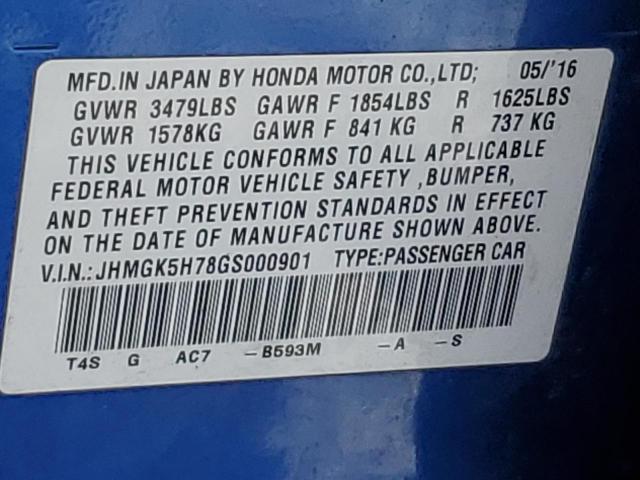 MFD.IN JAPAN BY HONDA MOTOR CO.,LTD; 05/'16
GVWR 3479LBS GAWR F 1854LBS R 1625LBS
GVWR 1578KG GAWR F 841 KG R 737 KG
THIS VEHICLE CONFORMS TO ALL APPLICABLE
FEDERAL MOTOR VEHICLE SAFETY ,BUMPER,
AND THEFT PREVENTION STANDARDS IN EFFECT
ON THE DATE OF MANUFACTURE SHOWN ABOVE.
V.I.N.:JHMGK5H78GS000901 TYPE:PASSENGER CAR
T4S G AC7 -B593M -A -S